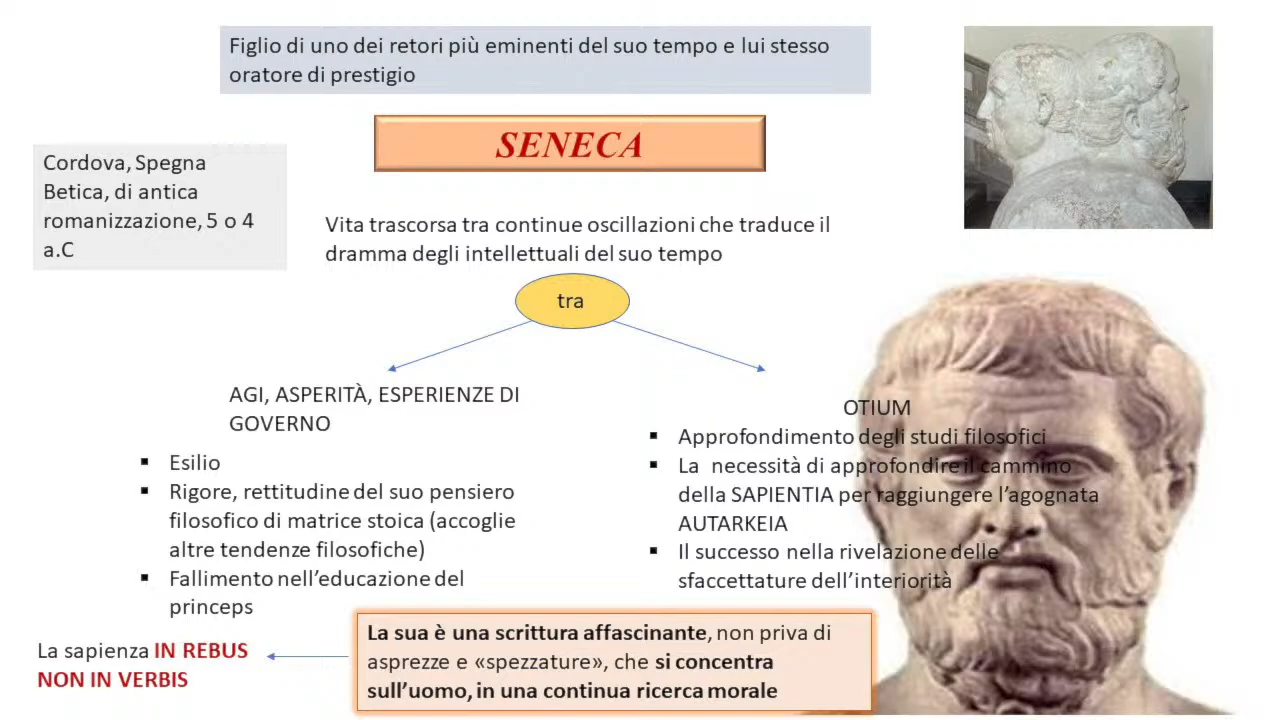 Figlio di uno dei retori più eminenti del suo tempo e lui stesso
oratore di prestigio
SENECA
Cordova, Spegna
Betica, di antica
romanizzazione, 5 o 4
a.C
Vita trascorsa tra continue oscillazioni che traduce il
dramma degli intellettuali del suo tempo
tra
AGI, ASPERITÀ, ESPERIENZE DI
GOVERNO
▪ Esilio
▪ Rigore, rettitudine del suo pensiero
filosofico di matrice stoica (accoglie
altre tendenze filosofiche)
▪ Fallimento nell’educazione del
princeps
OTIUM
▪ Approfondimento degli studi filosofici
▪ La necessità di approfondire il cammino
della SAPIENTIA per raggiungere l’agognata
AUTARKEIA
▪ Il successo nella rivelazione delle
sfaccettature dell’interiorità
La sua è una scrittura affascinante, non priva di
asprezze e «spezzature», che si concentra
sull’uomo, in una continua ricerca morale
La sapienza IN REBUS
NON IN VERBIS